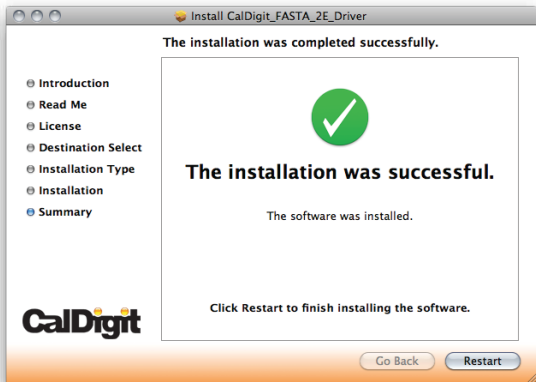 Install CalDigit_FASTA_2E_Driver
The installation was completed successfully.
Introduction
Read Me
License
Destination Select
Installation Type
Installation
Summary
The installation was successful.
The software was installed.
Click Restart to finish installing the software.
CalDigit
Go Back
Restart